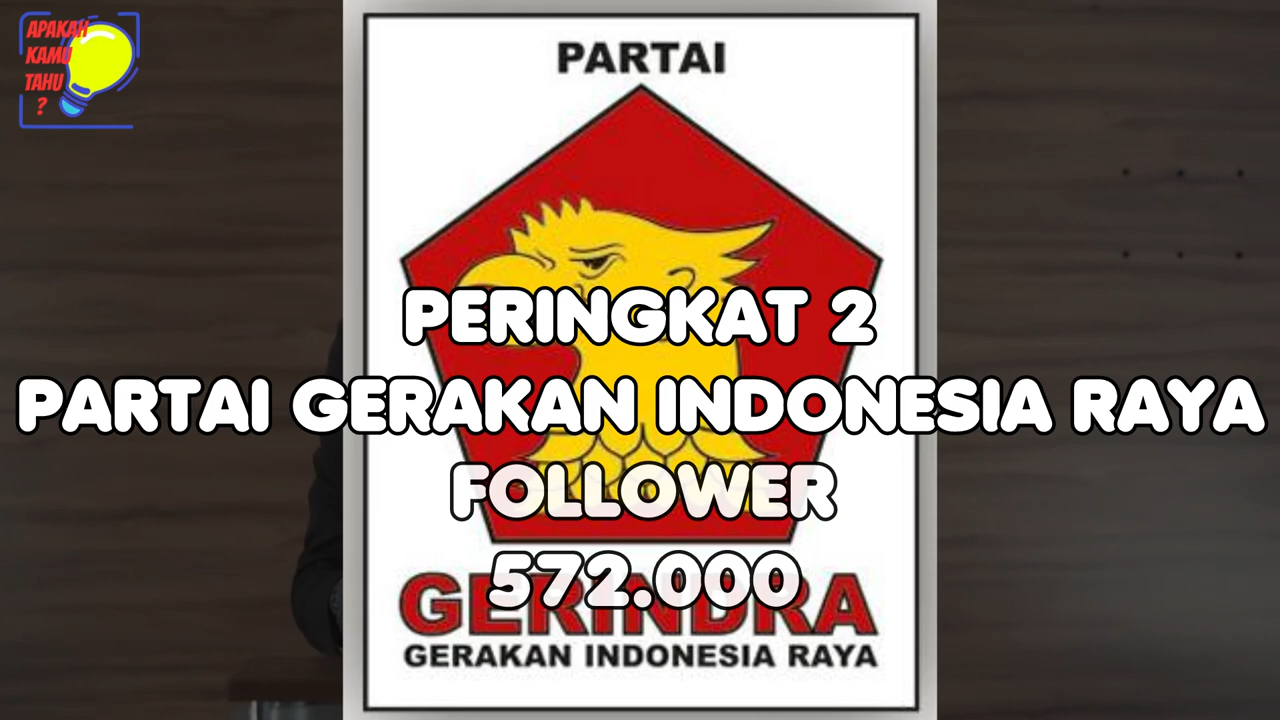 APAKAH
KAMU
TAHU
?
PARTAI
PERINGKAT 2
PARTAI GERAKAN INDONESIA RAYA
FOLLOWER
572.000
GERINDRA
GERAKAN INDONESIA RAYA